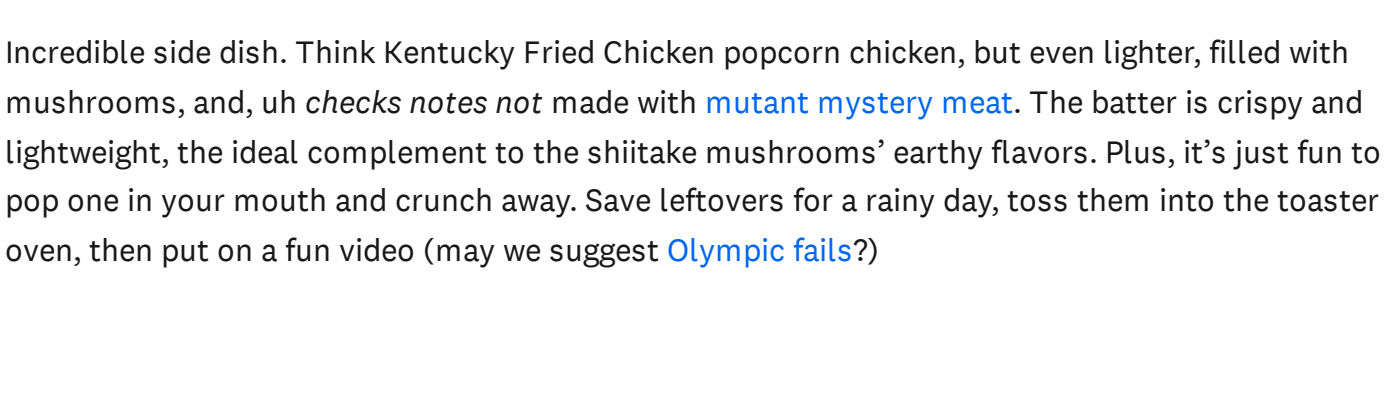 Incredible side dish. Think Kentucky Fried Chicken popcorn chicken, but even lighter, filled with
mushrooms, and, uh checks notes not made with mutant mystery meat. The batter is crispy and
lightweight, the ideal complement to the shiitake mushrooms’ earthy flavors. Plus, it’s just fun to
pop one in your mouth and crunch away. Save leftovers for a rainy day, toss them into the toaster
oven, then put on a fun video (may we suggest Olympic fails?)